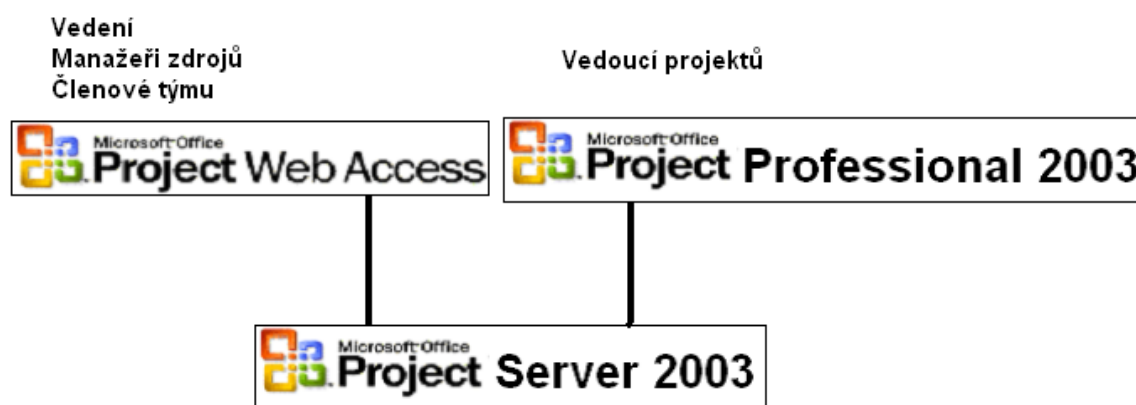 Vedení
Manažeři zdrojů
Členové týmu
Vedoucí projektů
Microsoft Office
Project Web Access
Microsoft Office
Project Professional 2003
Microsoft Office
Project Server 2003